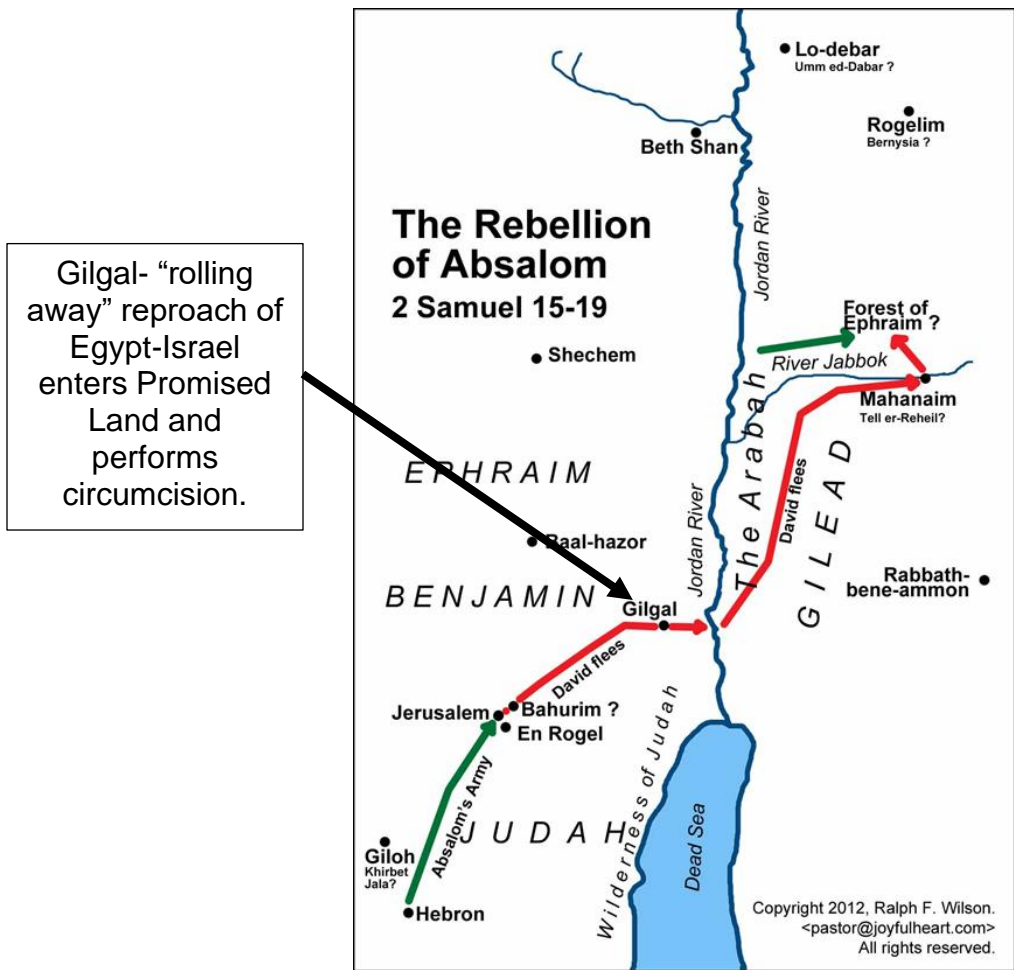 Gilgal- “rolling
away” reproach of
Egypt-Israel
enters Promised
Land and
performs
circumcision.
Lo-debar
Umm ed-Dabar ?
Rogelim
Bernysia ?
Beth Shan
The Rebellion
of Absalom
2 Samuel 15-19
Jordan River
Forest of
Ephraim ?
River Jabbok
Shechem
Mahanaim
Tell er-Reheil?
The Arabah
David flees
GILEAD
EPHRAIM
Baal-hazor
Jordan River
Rabbath-
bene-ammon
BENJAMIN
Gilgal
David flees
Jerusalem
Bahurim ?
En Rogel
Absalom's Army
JUDAH
Wilderness of Judah
Dead Sea
Giloh
Khirbet
Jala?
Hebron
Copyright 2012, Ralph F. Wilson.
<pastor@joyfulheart.com>
All rights reserved.